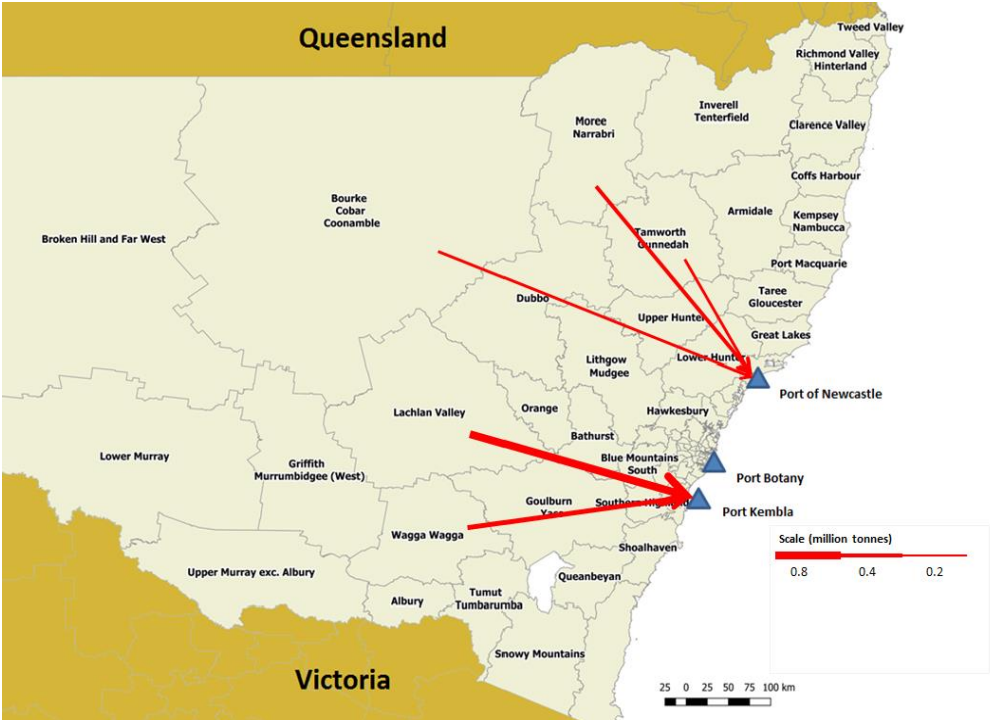 Queensland
Tweed Valley
Richmond Valley
Hinterland
Inverell
Tenterfield
Moree
Narrabri
Clarence Valley
Coffs Harbour
Bourke
Cobar
Coonamble
Armidale
Kempsey
Nambucca
Broken Hill and Far West
Tamworth
Gunnedah
Port Macquarie
Taree
Gloucester
Dubbo
Upper Hunter
Great Lakes
Lithgow
Mudgee
Lower Hunter
Port of Newcastle
Lachlan Valley
Orange
Hawkesbury
Bathurst
Lower Murray
Griffith
Murrumbidgee (West)
Blue Mountains
South
Port Botany
Goulburn
Yass
Southern Highlands
Port Kembla
Wagga Wagga
Shoalhaven
Scale (million tonnes)
0.8 0.4 0.2
Upper Murray exc. Albury
Queanbeyan
Albury
Tumut
Tumbarumba
Snowy Mountains
Victoria
25 0 25 50 75 100 km